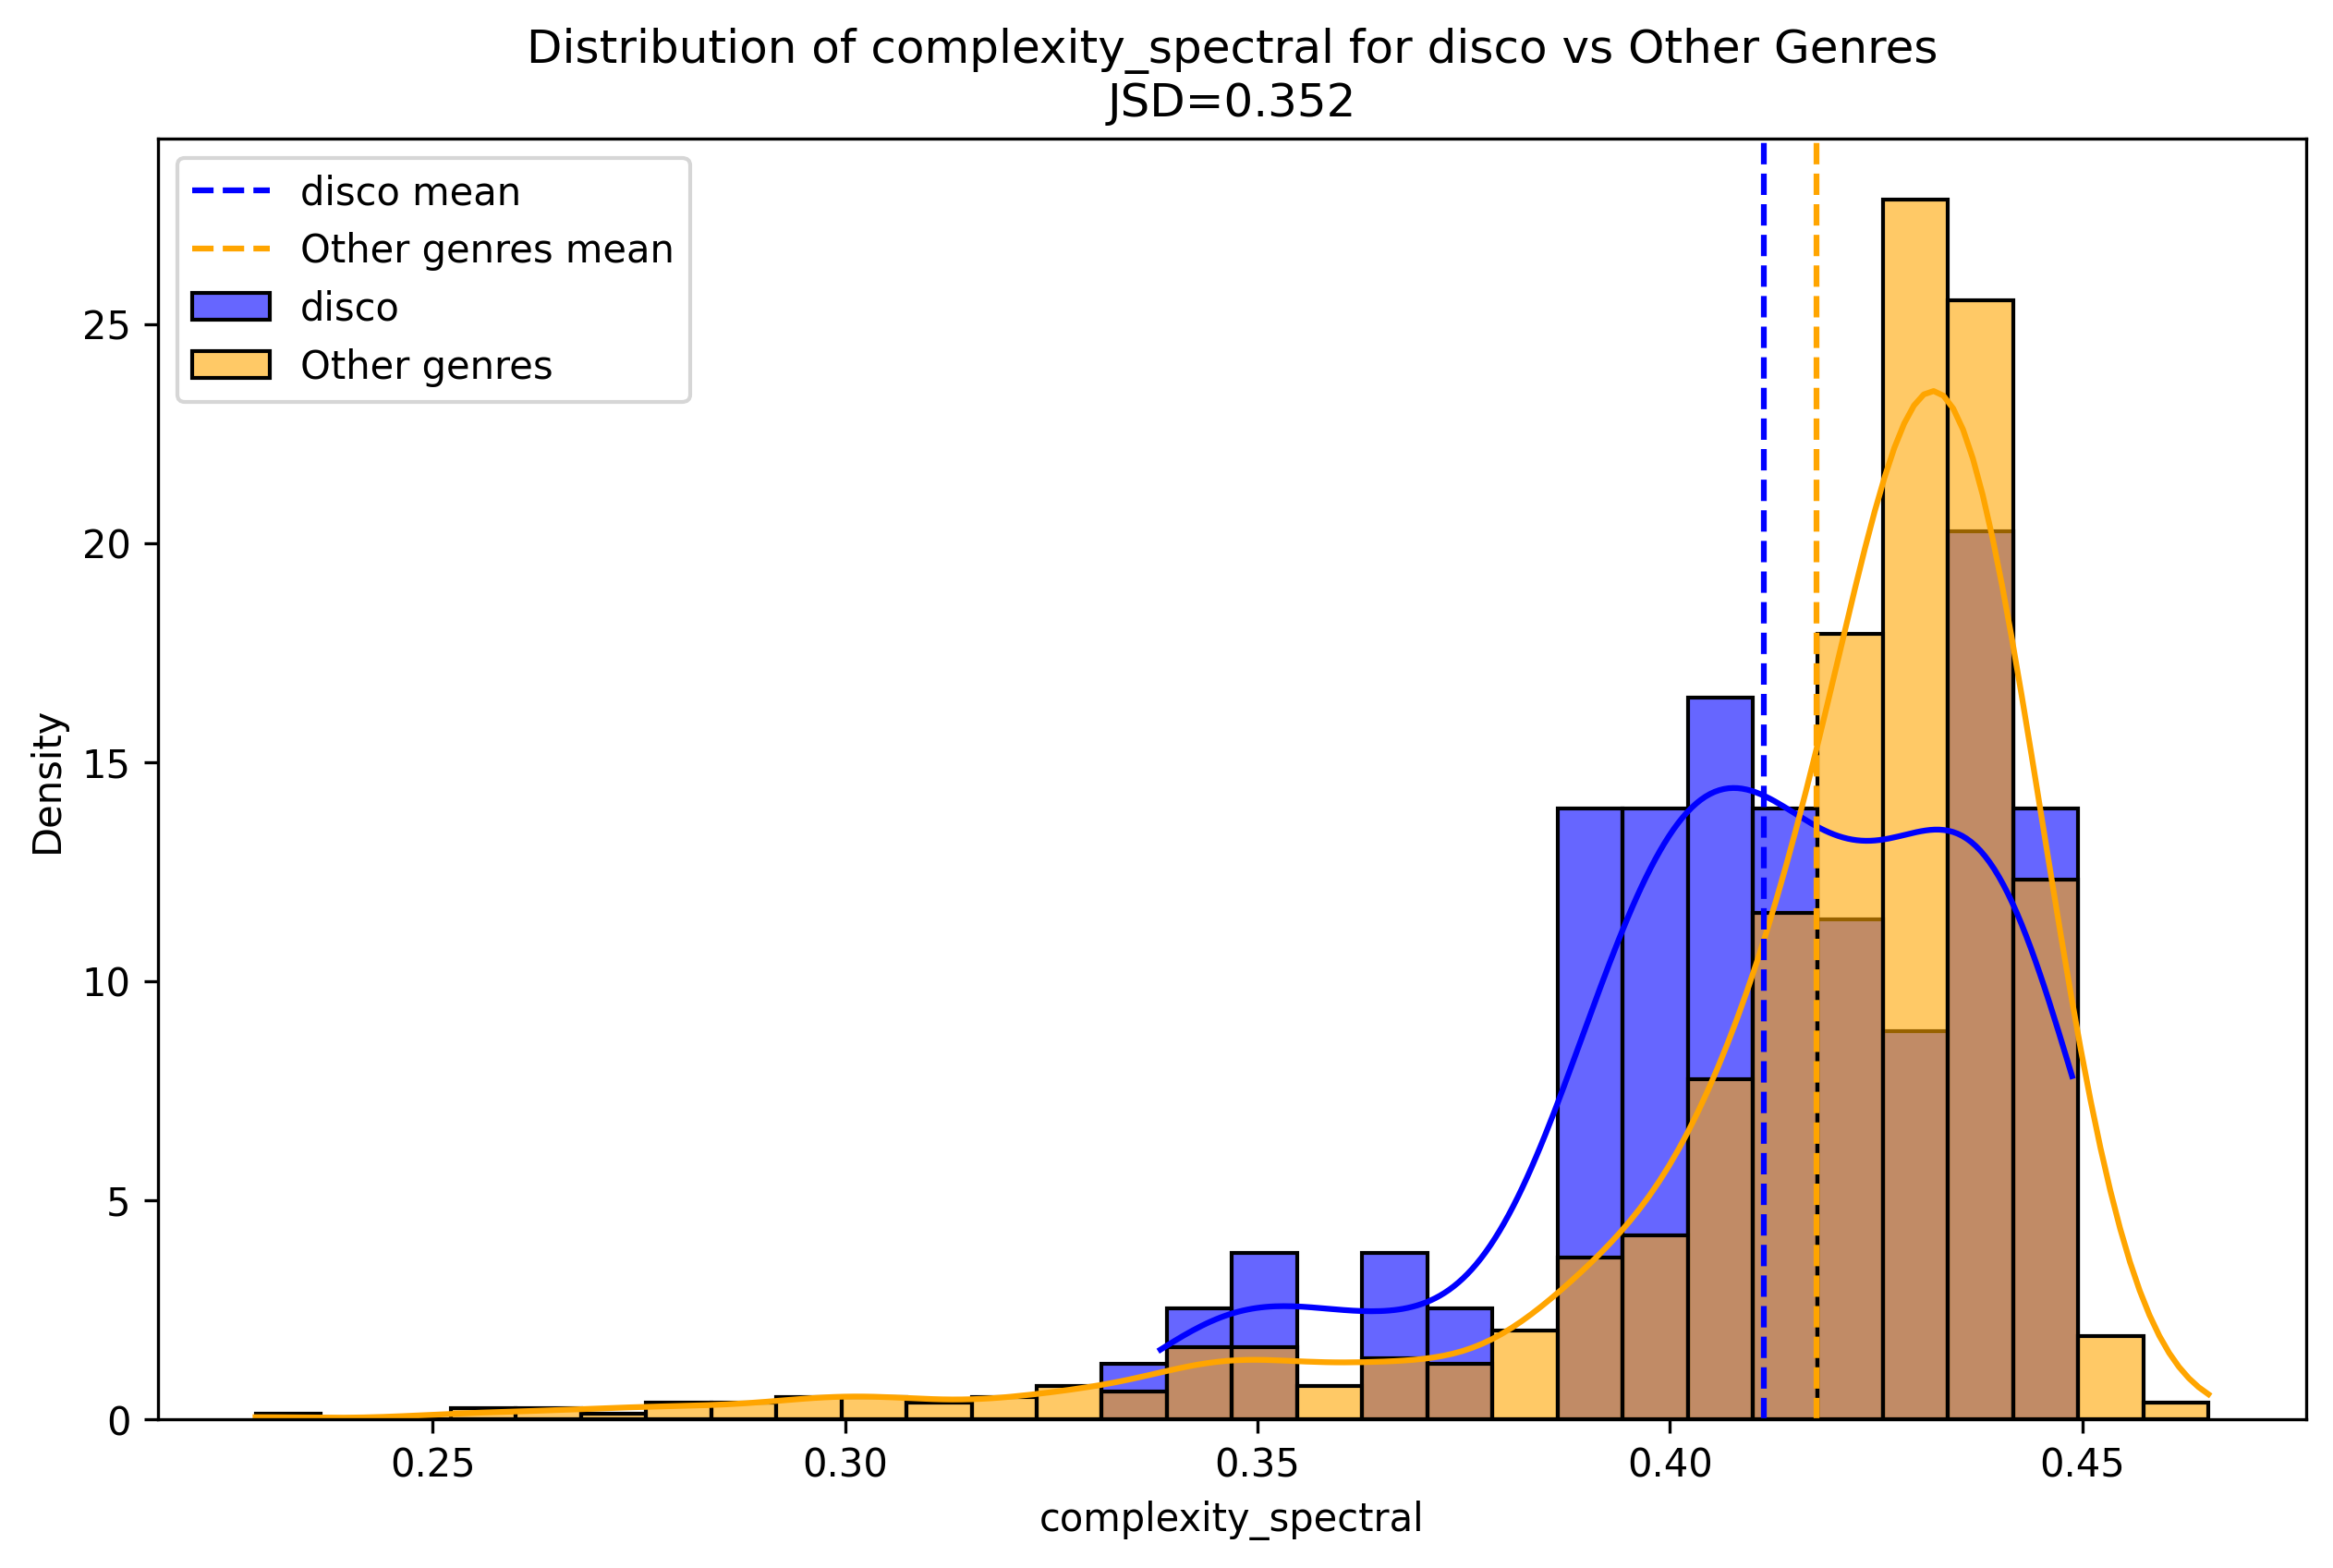 Distribution of complexity_spectral for disco vs Other Genres
JSD=0.352
disco mean
Other genres mean
disco
Other genres
Density
25
20
15
10
5
0
0.25 0.30 0.35 0.40 0.45
complexity_spectral